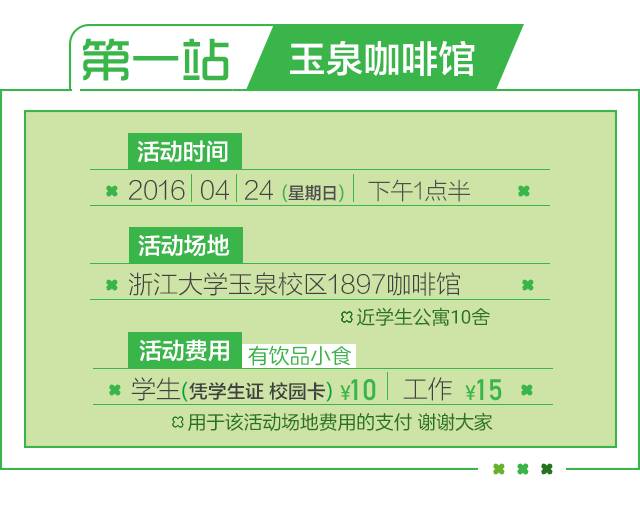 第一站 玉泉咖啡馆
活动时间
2016 04 24 (星期日) 下午1点半
活动场地
浙江大学玉泉校区1897咖啡馆
近学生公寓10舍
活动费用 有饮品小食
学生(凭学生证 校园卡) ¥10 工作 ¥15
用于该活动场地费用的支付 谢谢大家